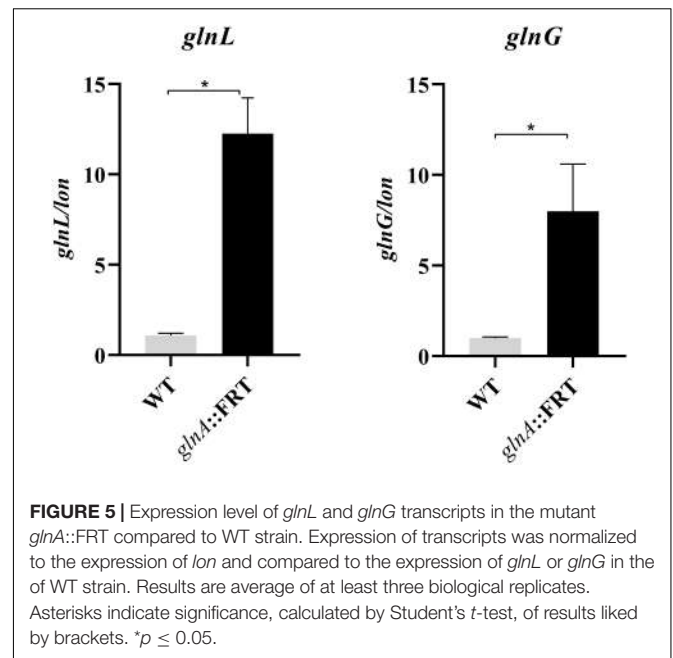 glnL
glnG
*
*
15
10
5
0
glnL/lon
WT
glnA::FRT
15
10
5
0
glnG/lon
WT
glnA::FRT
FIGURE 5 | Expression level of glnL and glnG transcripts in the mutant
glnA::FRT compared to WT strain. Expression of transcripts was normalized
to the expression of lon and compared to the expression of glnL or glnG in the
of WT strain. Results are average of at least three biological replicates.
Asterisks indicate significance, calculated by Student's t-test, of results liked
by brackets. *p ≤ 0.05.